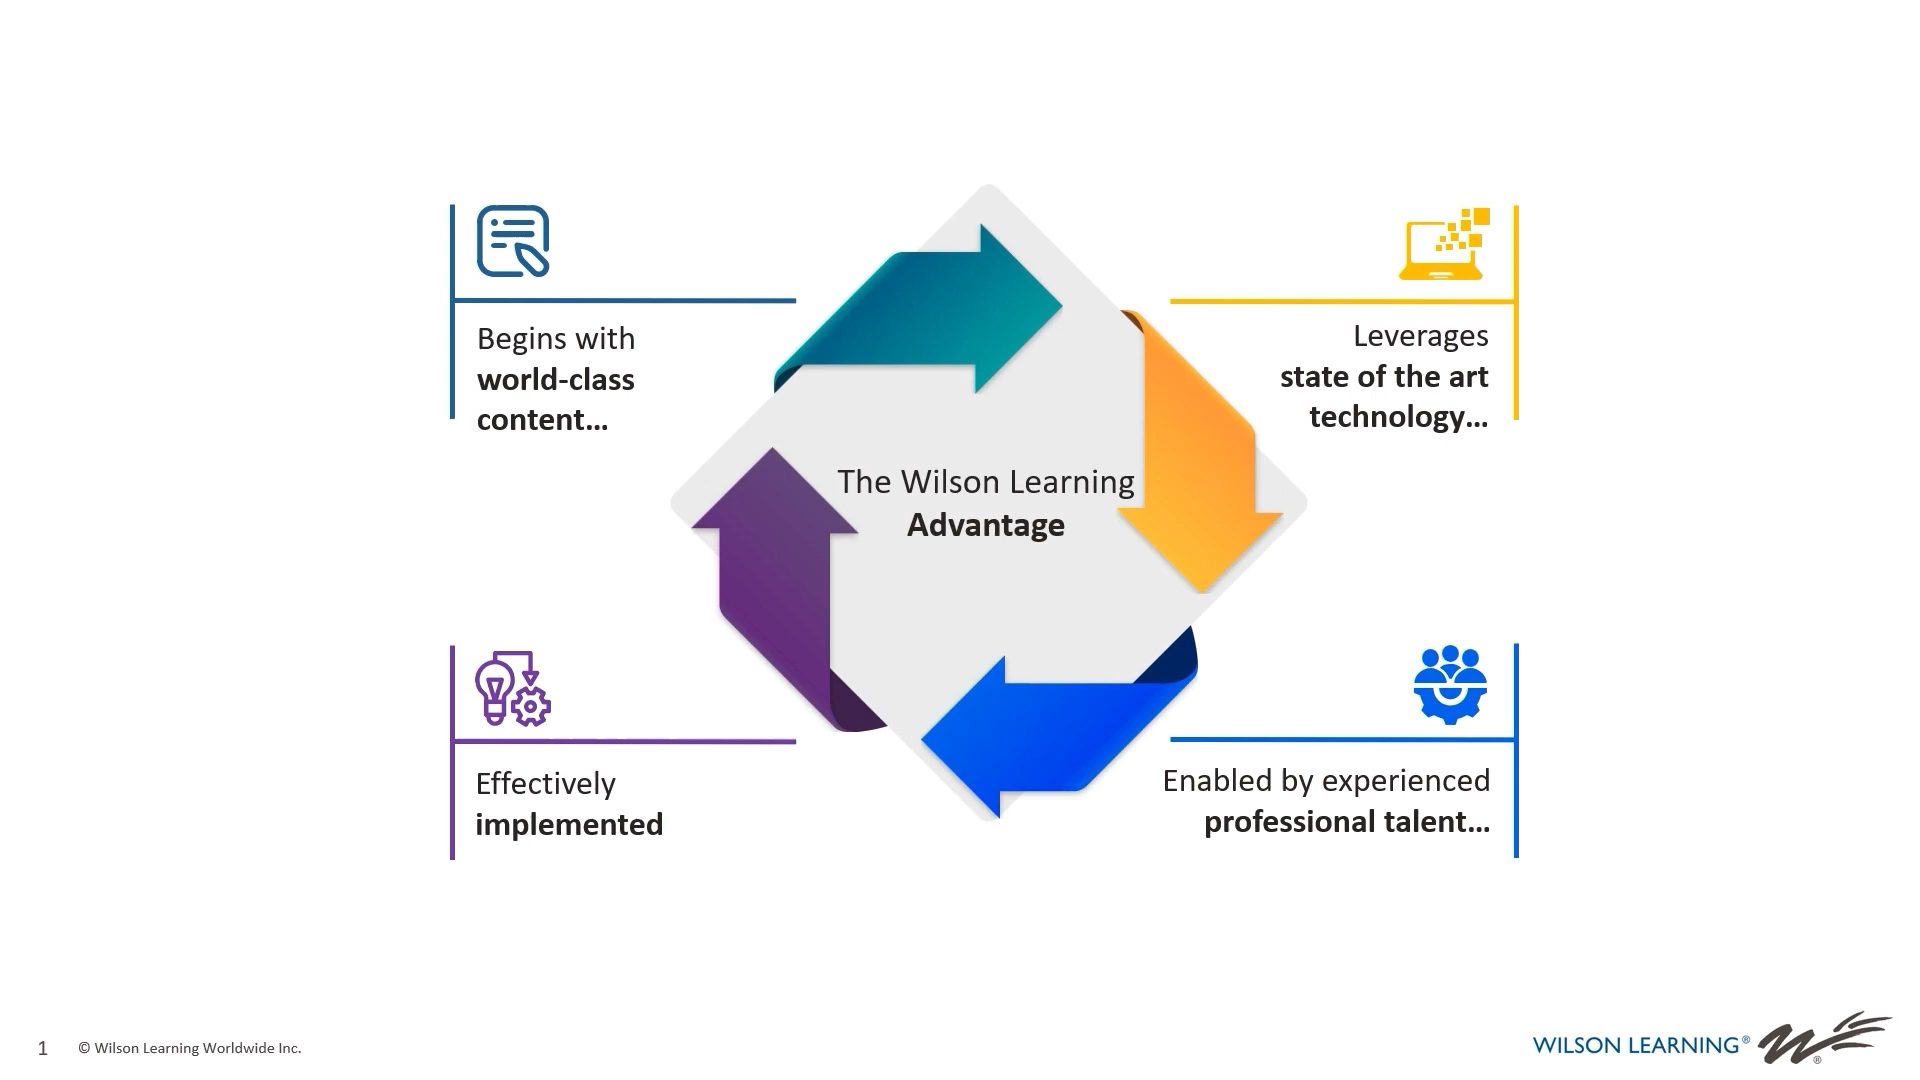 Begins with
world-class
content…
Leverages
state of the art
technology…
The Wilson Learning
Advantage
Effectively
implemented
Enabled by experienced
professional talent…
1
© Wilson Learning Worldwide Inc.
WILSON LEARNING®
®